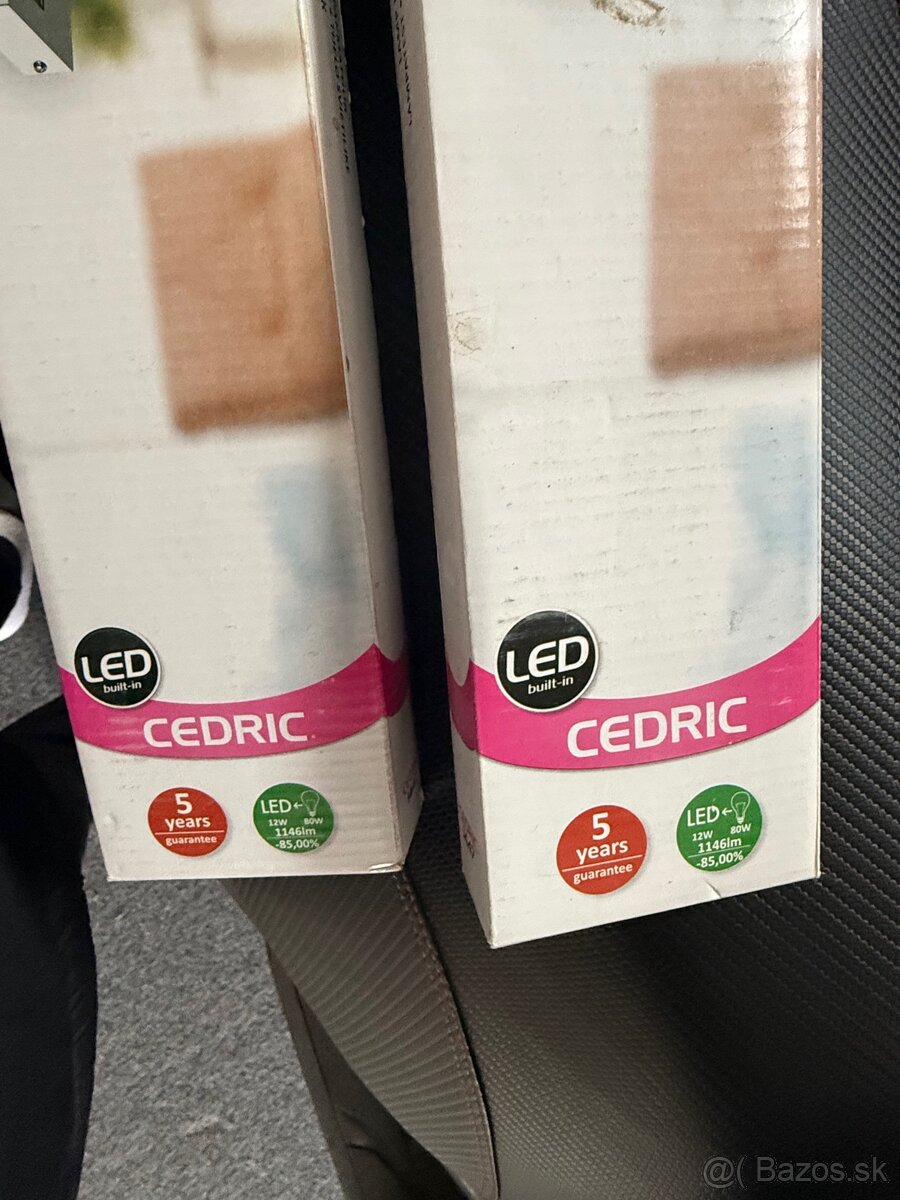 LED
built-in
CEDRIC
5
years
guarantee
LED
12W 80W
1146lm
-85,00%
LED
built-in
CEDRIC
5
years
guarantee
LED
12W 80W
1146lm
-85,00%
@( Bazos.sk